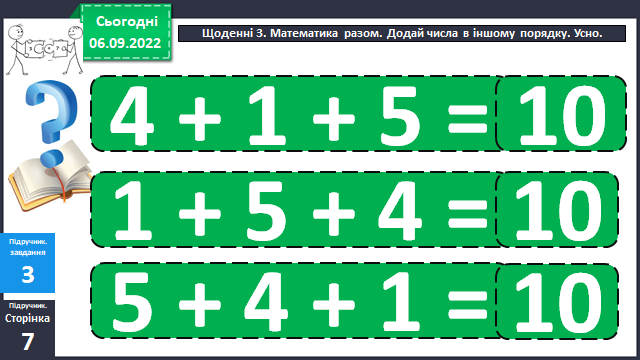 Сьогодні
06.09.2022
Щоденні 3. Математика разом. Додай числа в іншому порядку. Усно.
4 + 1 + 5 = 10
1 + 5 + 4 = 10
5 + 4 + 1 = 10
Підручник.
завдання
3
Підручник.
Сторінка
7